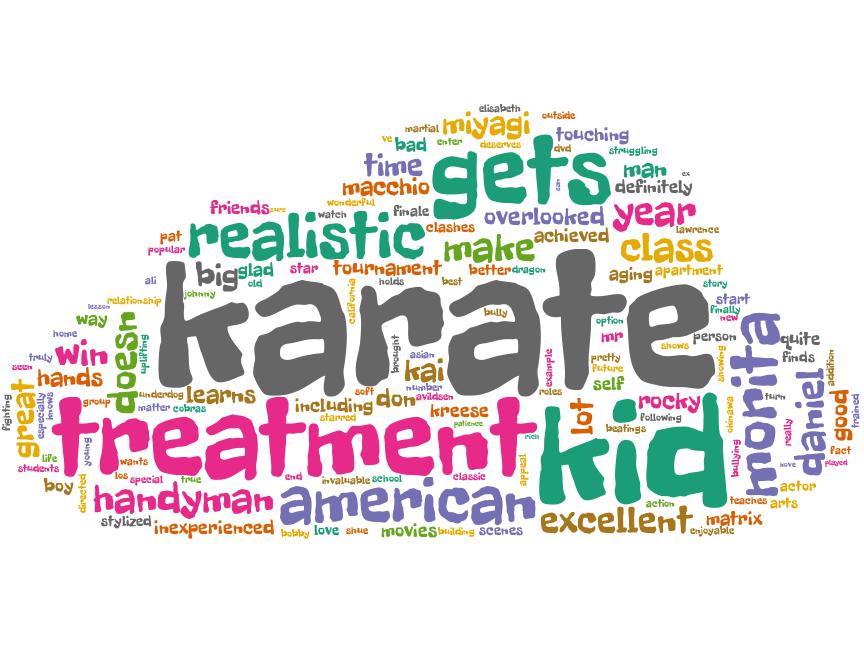 elisabeth
outside
martial
miyagi
touching
ve
bad
enter
deserves
dvd
struggling
time
gets
man
ex
macchio
can
definitely
wonderful
friends
sure
watch
finale
overlooked
year
pat
realistic
clashes
lawrence
popular
make
achieved
class
big
glad
star
tournament
better
dragon
aging
apartment
ali
old
holds
best
story
johnny
karate
relationship
california
start
lesson
bully
finally
way
option
new
home
doesn
uplifting
mr
person
monita
quite
truly
win
brought
asian
example
pretty
shows
showing
finds
seen
hands
kai
future
addition
number
self
great
especially
knows
underdog
learns
soft
avildsen
roles
daniel
good
trained
fighting
group
matter
cobras
including
don
kreese
rocky
turn
starred
patience
lot
following
treatment
kid
beatings
okinawa
really
young
rich
fact
life
wants
bullying
students
los
special
true
end
invaluable
school
classic
appeal
played
boy
directed
handyman
american
action
teaches
actor
arts
stylized
inexperienced
bobby
love
shue
movies
building
scenes
excellent
matrix
enjoyable